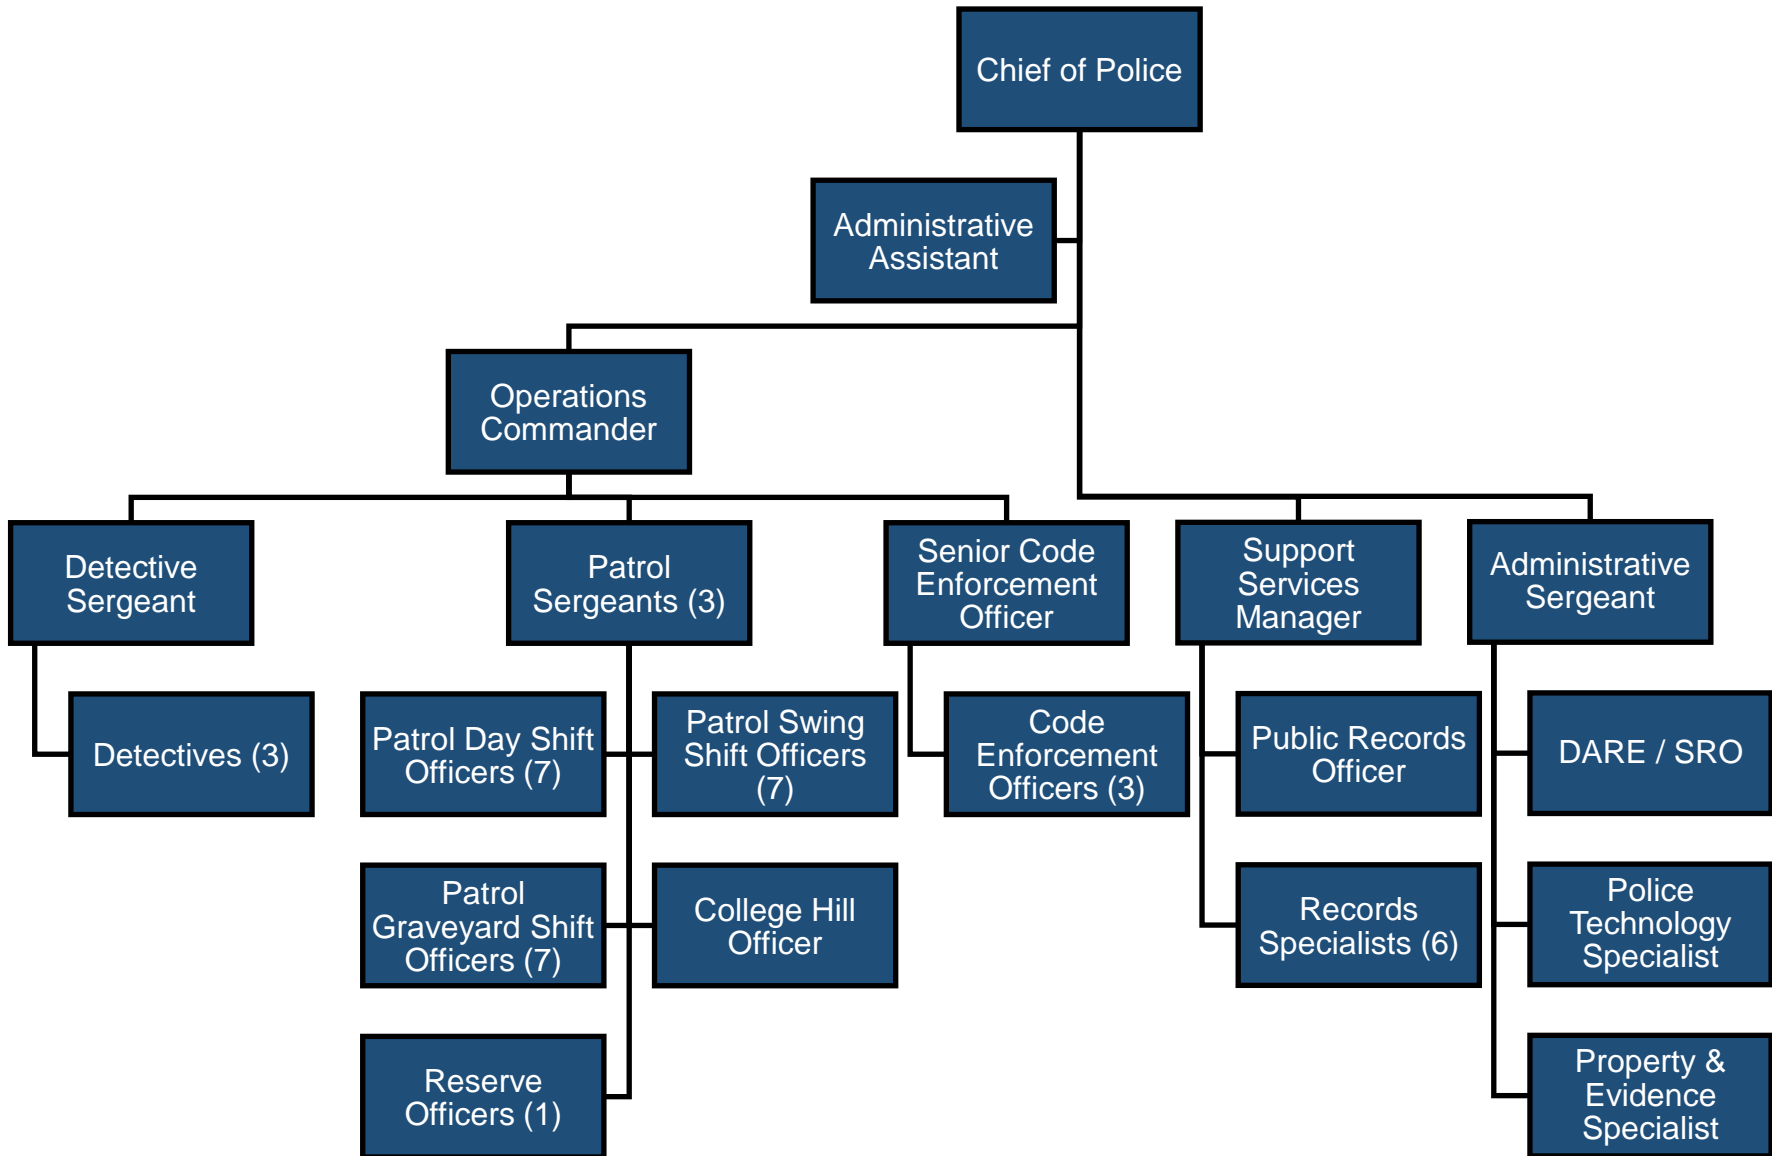 Chief of Police
Administrative
Assistant
Operations
Commander
Detective
Sergeant
Patrol
Sergeants (3)
Senior Code
Enforcement
Officer
Support
Services
Manager
Administrative
Sergeant
Detectives (3)
Patrol Day Shift
Officers (7)
Patrol Swing
Shift Officers
(7)
Code
Enforcement
Officers (3)
Public Records
Officer
DARE / SRO
Patrol
Graveyard Shift
Officers (7)
College Hill
Officer
Records
Specialists (6)
Police
Technology
Specialist
Reserve
Officers (1)
Property &
Evidence
Specialist